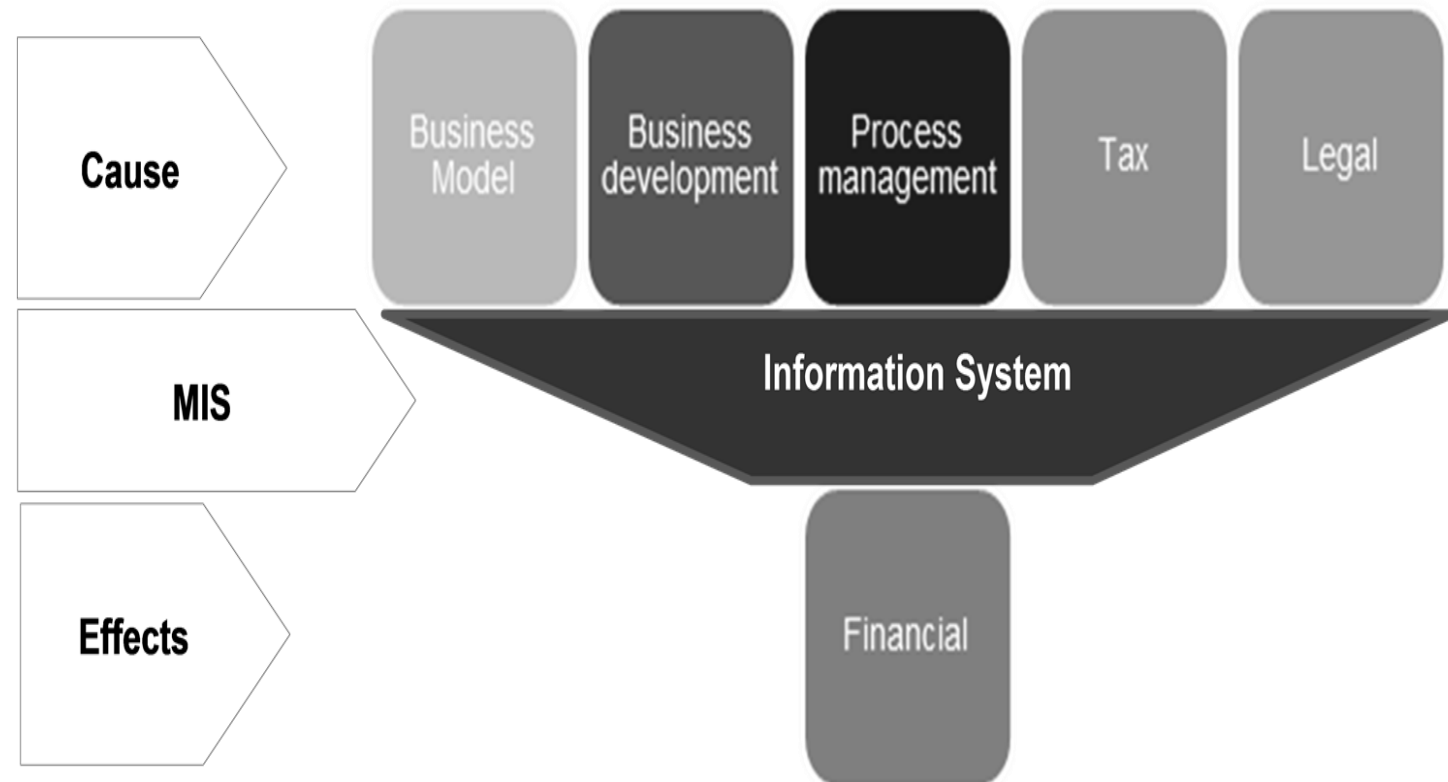 Cause
Business
Model
Business
development
Process
management
Tax
Legal
MIS
Information System
Effects
Financial